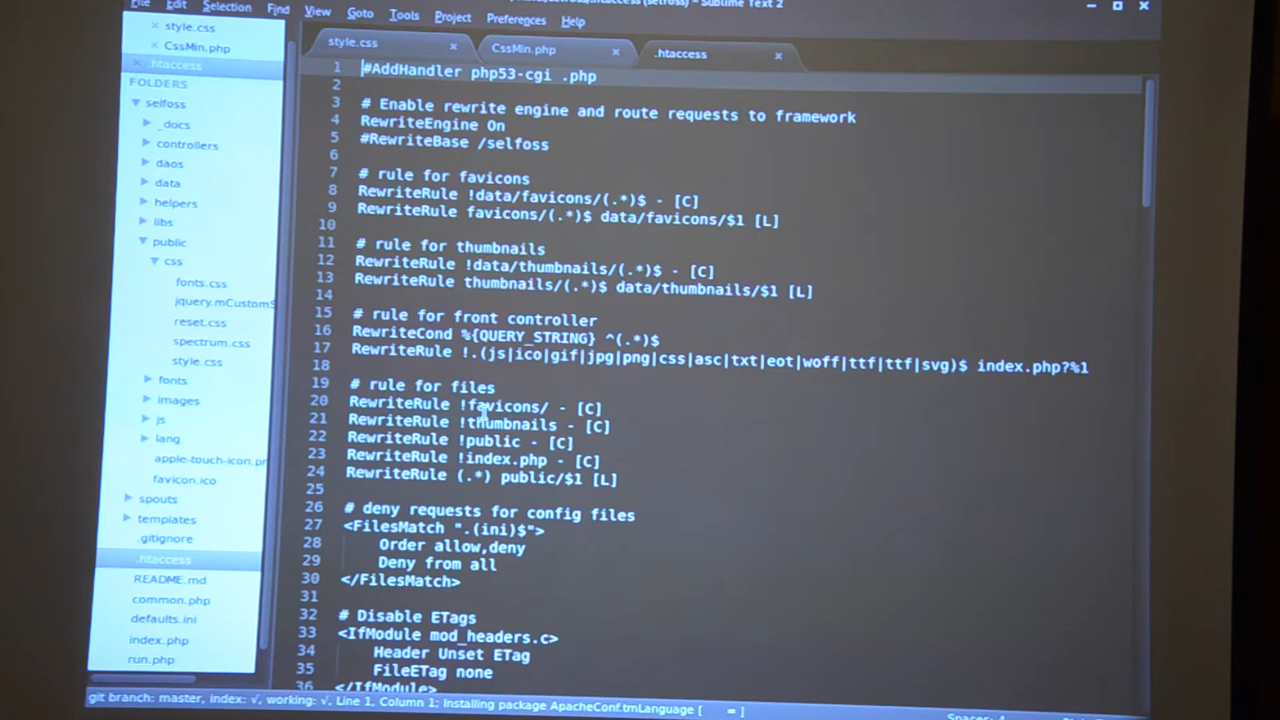 File Edit Selection Find View Goto Tools Project Preferences Help
style.css
CssMin.php
.htaccess
FOLDERS
selfoss
_docs
controllers
daos
data
helpers
libs
public
css
fonts.css
jquery.mCustomS
reset.css
spectrum.css
style.css
fonts
images
js
lang
apple-touch-icon.pr
favicon.ico
spouts
templates
.gitignore
.htaccess
README.md
common.php
defaults.ini
index.php
run.php
style.css CssMin.php .htaccess
1 #AddHandler php53-cgi .php
2
3 # Enable rewrite engine and route requests to framework
4 RewriteEngine On
5 #RewriteBase /selfoss
6
7 # rule for favicons
8 RewriteRule !data/favicons/(.*)$ - [C]
9 RewriteRule favicons/(.*)$ data/favicons/$1 [L]
10
11 # rule for thumbnails
12 RewriteRule !data/thumbnails/(.*)$ - [C]
13 RewriteRule thumbnails/(.*)$ data/thumbnails/$1 [L]
14
15 # rule for front controller
16 RewriteCond %{QUERY_STRING} ^(.*)$
17 RewriteRule !.(js|ico|gif|jpg|png|css|asc|txt|eot|woff|ttf|ttf|svg)$ index.php?%1
18
19 # rule for files
20 RewriteRule !favicons/ - [C]
21 RewriteRule !thumbnails - [C]
22 RewriteRule !public - [C]
23 RewriteRule !index.php - [C]
24 RewriteRule (.*) public/$1 [L]
25
26 # deny requests for config files
27 <FilesMatch ".(ini)$">
28 Order allow,deny
29 Deny from all
30 </FilesMatch>
31
32 # Disable ETags
33 <IfModule mod_headers.c>
34 Header Unset ETag
35 FileETag none
36 </IfModule>
git branch: master, index: √, working: √, Line 1, Column 1; Installing package ApacheConf.tmLanguage [ = ]
Spaces: 4